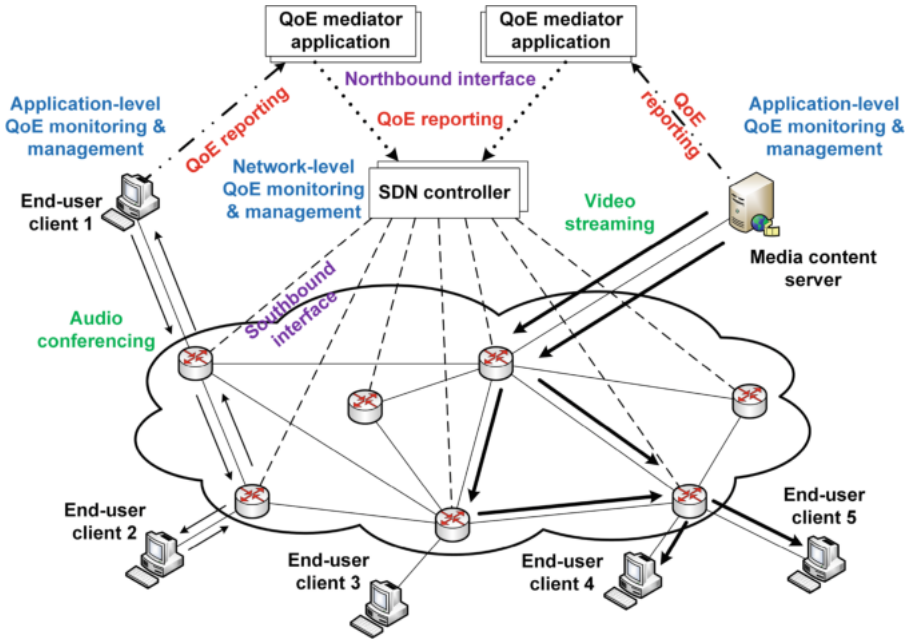 QoE mediator
application
QoE mediator
application
Northbound interface
Application-level
QoE monitoring &
management
QoE reporting
QoE reporting
QoE
reporting
Application-level
QoE monitoring &
management
Network-level
QoE monitoring
& management
SDN controller
End-user
client 1
Video
streaming
Media content
server
Southbound
interface
Audio
conferencing
End-user
client 2
End-user
client 3
End-user
client 4
End-user
client 5